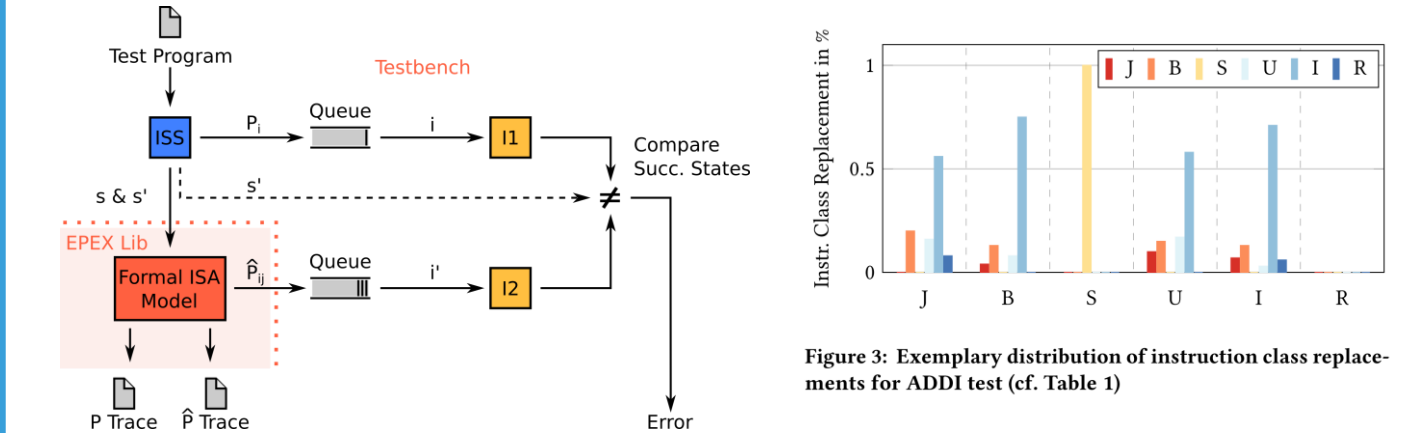 Test Program
Testbench
ISS
Pᵢ
Queue
i
I1
Compare
Succ. States
s & s'
s'
≠
EPEX Lib
Formal ISA
Model
P̂ᵢⱼ
Queue
i'
I2
P Trace
P̂ Trace
Error
Instr. Class Replacement in %
1
0.5
0
J B S U I R
J B S U I R
Figure 3: Exemplary distribution of instruction class replace-
ments for ADDI test (cf. Table 1)